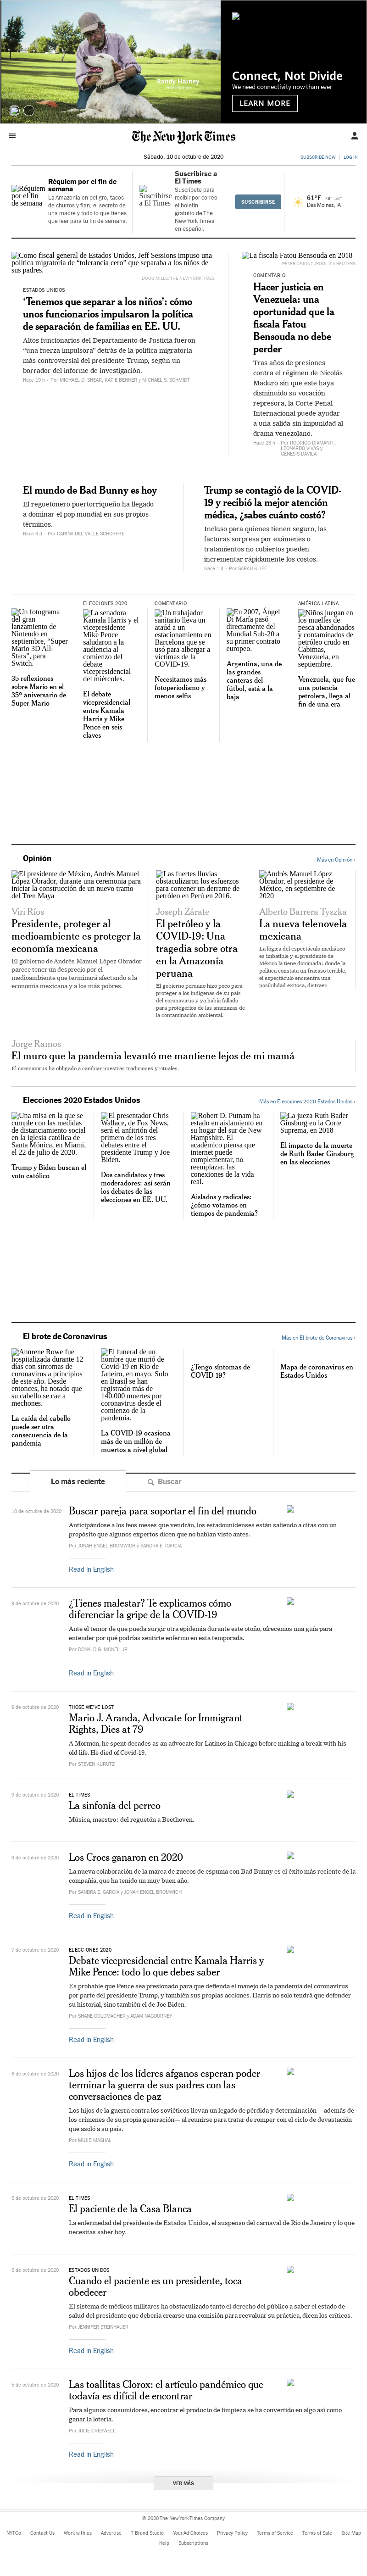 Randy Harney
Connect, Not Divide
We need connectivity now than ever
LEARN MORE
The New York Times
Sábado, 10 de octubre de 2020
SUBSCRIBE NOW | LOG IN
Réquiem por el fin de semana
La Amazonía en peligro, tacos de churros y flan, el secreto de una madre y todo lo que tienes que leer para tu fin de semana.
Suscríbase a El Times
Suscríbete para recibir por correo el boletín gratuito de The New York Times en español.
SUSCRIBIRSE
61°F
Des Moines, IA
Como fiscal general de Estados Unidos, Jeff Sessions impuso una política migratoria de “tolerancia cero” que separaba a los niños de sus padres.
DOUG MILLS/THE NEW YORK TIMES
ESTADOS UNIDOS
‘Tenemos que separar a los niños’: cómo unos funcionarios impulsaron la política de separación de familias en EE. UU.
Altos funcionarios del Departamento de Justicia fueron “una fuerza impulsora” detrás de la política migratoria más controversial del presidente Trump, según un borrador del informe de investigación.
Hace 19 h - Por MICHAEL D. SHEAR, KATIE BENNER y MICHAEL S. SCHMIDT
La fiscala Fatou Bensouda en 2018
COMENTARIO
Hacer justicia en Venezuela: una oportunidad que la fiscala Fatou Bensouda no debe perder
Tras años de presiones contra el régimen de Nicolás Maduro sin que este haya disminuido su vocación represora, la Corte Penal Internacional puede ayudar a una salida sin impunidad al drama venezolano.
Hace 23 h - Por RODRIGO DIAMANTI, LEONARDO VIVAS y GÉNESIS DÁVILA
El mundo de Bad Bunny es hoy
El reguetonero puertorriqueño ha llegado a dominar el pop mundial en sus propios términos.
Hace 3 d - Por CARINA DEL VALLE SCHORSKE
Trump se contagió de la COVID-19 y recibió la mejor atención médica, ¿sabes cuánto costó?
Incluso para quienes tienen seguro, las facturas sorpresa por exámenes o tratamientos no cubiertos pueden incrementar rápidamente los costos.
Hace 1 d - Por SARAH KLIFF
Un fotograma del gran lanzamiento de Nintendo en septiembre, “Super Mario 3D All-Stars”, para Switch.
35 reflexiones sobre Mario en el 35º aniversario de Super Mario
ELECCIONES 2020
La senadora Kamala Harris y el vicepresidente Mike Pence saludaron a la audiencia al comienzo del debate vicepresidencial del miércoles.
El debate vicepresidencial entre Kamala Harris y Mike Pence en seis claves
COMENTARIO
Un trabajador sanitario lleva un ataúd a un estacionamiento en Barcelona que se usó para albergar a víctimas de la COVID-19.
Necesitamos más fotoperiodismo y menos selfis
En 2007, Ángel Di María pasó directamente del Mundial Sub-20 a su primer contrato europeo.
Argentina, una de las grandes canteras del fútbol, está a la baja
AMÉRICA LATINA
Niños juegan en los muelles de pesca abandonados y contaminados de petróleo crudo en Cabimas, Venezuela, en septiembre.
Venezuela, que fue una potencia petrolera, llega al fin de una era
Opinión
Más en Opinión ›
El presidente de México, Andrés Manuel López Obrador, durante una ceremonia para iniciar la construcción de un nuevo tramo del Tren Maya
Viri Ríos
Presidente, proteger al medioambiente es proteger la economía mexicana
El gobierno de Andrés Manuel López Obrador parece tener un desprecio por el medioambiente que terminará afectando a la economía mexicana y a los más pobres.
Las fuertes lluvias obstaculizaron los esfuerzos para contener un derrame de petróleo en Perú en 2016.
Joseph Zárate
El petróleo y la COVID-19: Una tragedia sobre otra en la Amazonía peruana
El gobierno peruano hizo poco para proteger a los indígenas de su país del coronavirus y ya había fallado para protegerlos de las amenazas de la contaminación ambiental.
Andrés Manuel López Obrador, el presidente de México, en septiembre de 2020
Alberto Barrera Tyszka
La nueva telenovela mexicana
La lógica del espectáculo mediático es imbatible y el presidente de México la tiene dominada: donde la política constata un fracaso terrible, el espectáculo encuentra una posibilidad exitosa, distraer.
Jorge Ramos
El muro que la pandemia levantó me mantiene lejos de mi mamá
El coronavirus ha obligado a cambiar nuestras tradiciones y rituales.
Elecciones 2020 Estados Unidos
Más en Elecciones 2020 Estados Unidos ›
Una misa en la que se cumple con las medidas de distanciamiento social en la iglesia católica de Santa Mónica, en Miami, el 22 de julio de 2020.
Trump y Biden buscan el voto católico
El presentador Chris Wallace, de Fox News, será el anfitrión del primero de los tres debates entre el presidente Trump y Joe Biden.
Dos candidatos y tres moderadores: así serán los debates de las elecciones en EE. UU.
Robert D. Putnam ha estado en aislamiento en su hogar del sur de New Hampshire. El académico piensa que internet puede complementar, no reemplazar, las conexiones de la vida real.
Aislados y radicales: ¿cómo votamos en tiempos de pandemia?
La jueza Ruth Bader Ginsburg en la Corte Suprema, en 2018
El impacto de la muerte de Ruth Bader Ginsburg en las elecciones
El brote de Coronavirus
Más en El brote de Coronavirus ›
Annrene Rowe fue hospitalizada durante 12 días con síntomas de coronavirus a principios de este año. Desde entonces, ha notado que su cabello se cae a mechones.
La caída del cabello puede ser otra consecuencia de la pandemia
El funeral de un hombre que murió de Covid-19 en Río de Janeiro, en mayo. Solo en Brasil se han registrado más de 140.000 muertes por coronavirus desde el comienzo de la pandemia.
La COVID-19 ocasiona más de un millón de muertos a nivel global
¿Tengo síntomas de COVID-19?
Mapa de coronavirus en Estados Unidos
Lo más reciente
Buscar
10 de octubre de 2020
Buscar pareja para soportar el fin del mundo
Anticipándose a los feos meses que vendrán, los estadounidenses están saliendo a citas con un propósito que algunos expertos dicen que no habían visto antes.
Por JONAH ENGEL BROMWICH y SANDRA E. GARCIA
Read in English
9 de octubre de 2020
¿Tienes malestar? Te explicamos cómo diferenciar la gripe de la COVID-19
Ante el temor de que pueda surgir otra epidemia durante este otoño, ofrecemos una guía para entender por qué podrías sentirte enfermo en esta temporada.
Por DONALD G. MCNEIL JR.
Read in English
9 de octubre de 2020
THOSE WE’VE LOST
Mario J. Aranda, Advocate for Immigrant Rights, Dies at 79
A Mormon, he spent decades as an advocate for Latinos in Chicago before making a break with his old life. He died of Covid-19.
Por STEVEN KURUTZ
9 de octubre de 2020
EL TIMES
La sinfonía del perreo
Música, maestro: del reguetón a Beethoven.
9 de octubre de 2020
Los Crocs ganaron en 2020
La nueva colaboración de la marca de zuecos de espuma con Bad Bunny es el éxito más reciente de la compañía, que ha tenido un muy buen año.
Por SANDRA E. GARCIA y JONAH ENGEL BROMWICH
Read in English
7 de octubre de 2020
ELECCIONES 2020
Debate vicepresidencial entre Kamala Harris y Mike Pence: todo lo que debes saber
Es probable que Pence sea presionado para que defienda el manejo de la pandemia del coronavirus por parte del presidente Trump, y también sus propias acciones. Harris no solo tendrá que defender su historial, sino también el de Joe Biden.
Por SHANE GOLDMACHER y ADAM NAGOURNEY
Read in English
6 de octubre de 2020
Los hijos de los líderes afganos esperan poder terminar la guerra de sus padres con las conversaciones de paz
Los hijos de la guerra contra los soviéticos llevan un legado de pérdida y determinación —además de los crímenes de su propia generación— al reunirse para tratar de romper con el ciclo de devastación que asoló a su país.
Por MUJIB MASHAL
Read in English
6 de octubre de 2020
EL TIMES
El paciente de la Casa Blanca
La enfermedad del presidente de Estados Unidos, el suspenso del carnaval de Río de Janeiro y lo que necesitas saber hoy.
6 de octubre de 2020
ESTADOS UNIDOS
Cuando el paciente es un presidente, toca obedecer
El sistema de médicos militares ha obstaculizado tanto el derecho del público a saber el estado de salud del presidente que debería crearse una comisión para reevaluar su práctica, dicen los críticos.
Por JENNIFER STEINHAUER
Read in English
5 de octubre de 2020
Las toallitas Clorox: el artículo pandémico que todavía es difícil de encontrar
Para algunos consumidores, encontrar el producto de limpieza se ha convertido en algo así como ganar la lotería.
Por JULIE CRESWELL
Read in English
VER MÁS
© 2020 The New York Times Company
NYTCo Contact Us Work with us Advertise T Brand Studio Your Ad Choices Privacy Policy Terms of Service Terms of Sale Site Map
Help Subscriptions